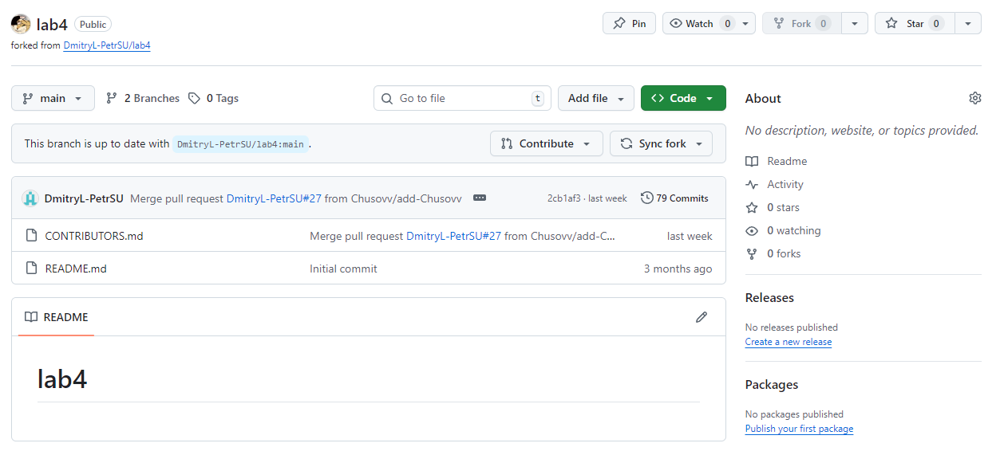 lab4 Public Pin Watch 0 Fork 0 Star 0
forked from DmitryL-PetrSU/lab4
main 2 Branches 0 Tags Go to file t Add file Code
This branch is up to date with DmitryL-PetrSU/lab4:main . Contribute Sync fork
DmitryL-PetrSU Merge pull request DmitryL-PetrSU#27 from Chusovv/add-Chusovv 2cb1af3 · last week 79 Commits
CONTRIBUTORS.md Merge pull request DmitryL-PetrSU#27 from Chusovv/add-C... last week
README.md Initial commit 3 months ago
README
lab4
About
No description, website, or topics provided.
Readme
Activity
0 stars
0 watching
0 forks
Releases
No releases published
Create a new release
Packages
No packages published
Publish your first package